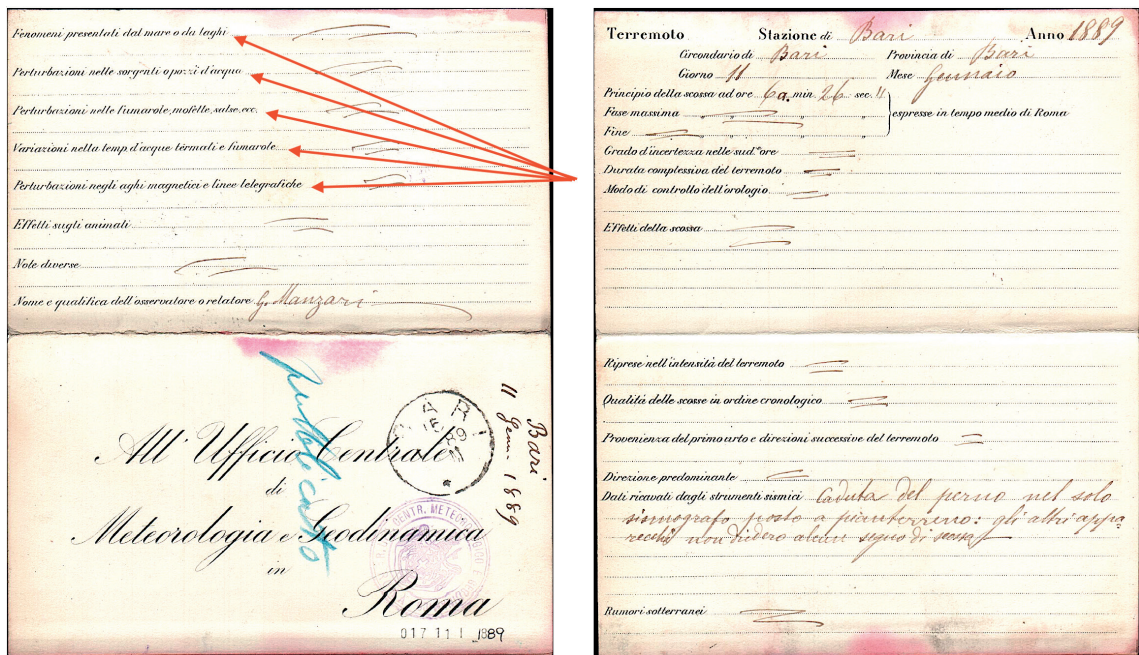 Fenomeni presentati dal mare o da laghi
Perturbazioni nelle sorgenti o pozzi d'acqua
Perturbazioni nelle fumarole, mofette, salse, ecc.
Variazioni nella temp. d'acque termali e fumarole
Perturbazioni negli aghi magnetici e linee telegrafiche
Effetti sugli animali
Note diverse
Nome e qualifica dell'osservatore o relatore G. Manzari
pubblicato
BARI
89
Bari
11 Genn. 1889
All' Ufficio Centrale
di
Meteorologia e Geodinamica
in
Roma
017 11 1 1889
Terremoto Stazione di Bari Anno 1889
Circondario di Bari Provincia di Bari
Giorno 11 Mese Gennaio
Principio della scossa ad ore 6a. min. 26 sec. 11
Fase massima " " " espresse in tempo medio di Roma
Fine " " "
Grado d'incertezza nelle sud.e ore
Durata complessiva del terremoto
Modo di controllo dell'orologio
Effetti della scossa
Riprese nell'intensità del terremoto
Qualità delle scosse in ordine cronologico
Provenienza del primo urto e direzioni successive del terremoto
Direzione predominante
Dati ricavati dagli strumenti sismici Caduta del perno nel solo
sismografo posto a pianterreno: gli altri appa-
recchi non diedero alcun segno di scossa
Rumori sotterranei